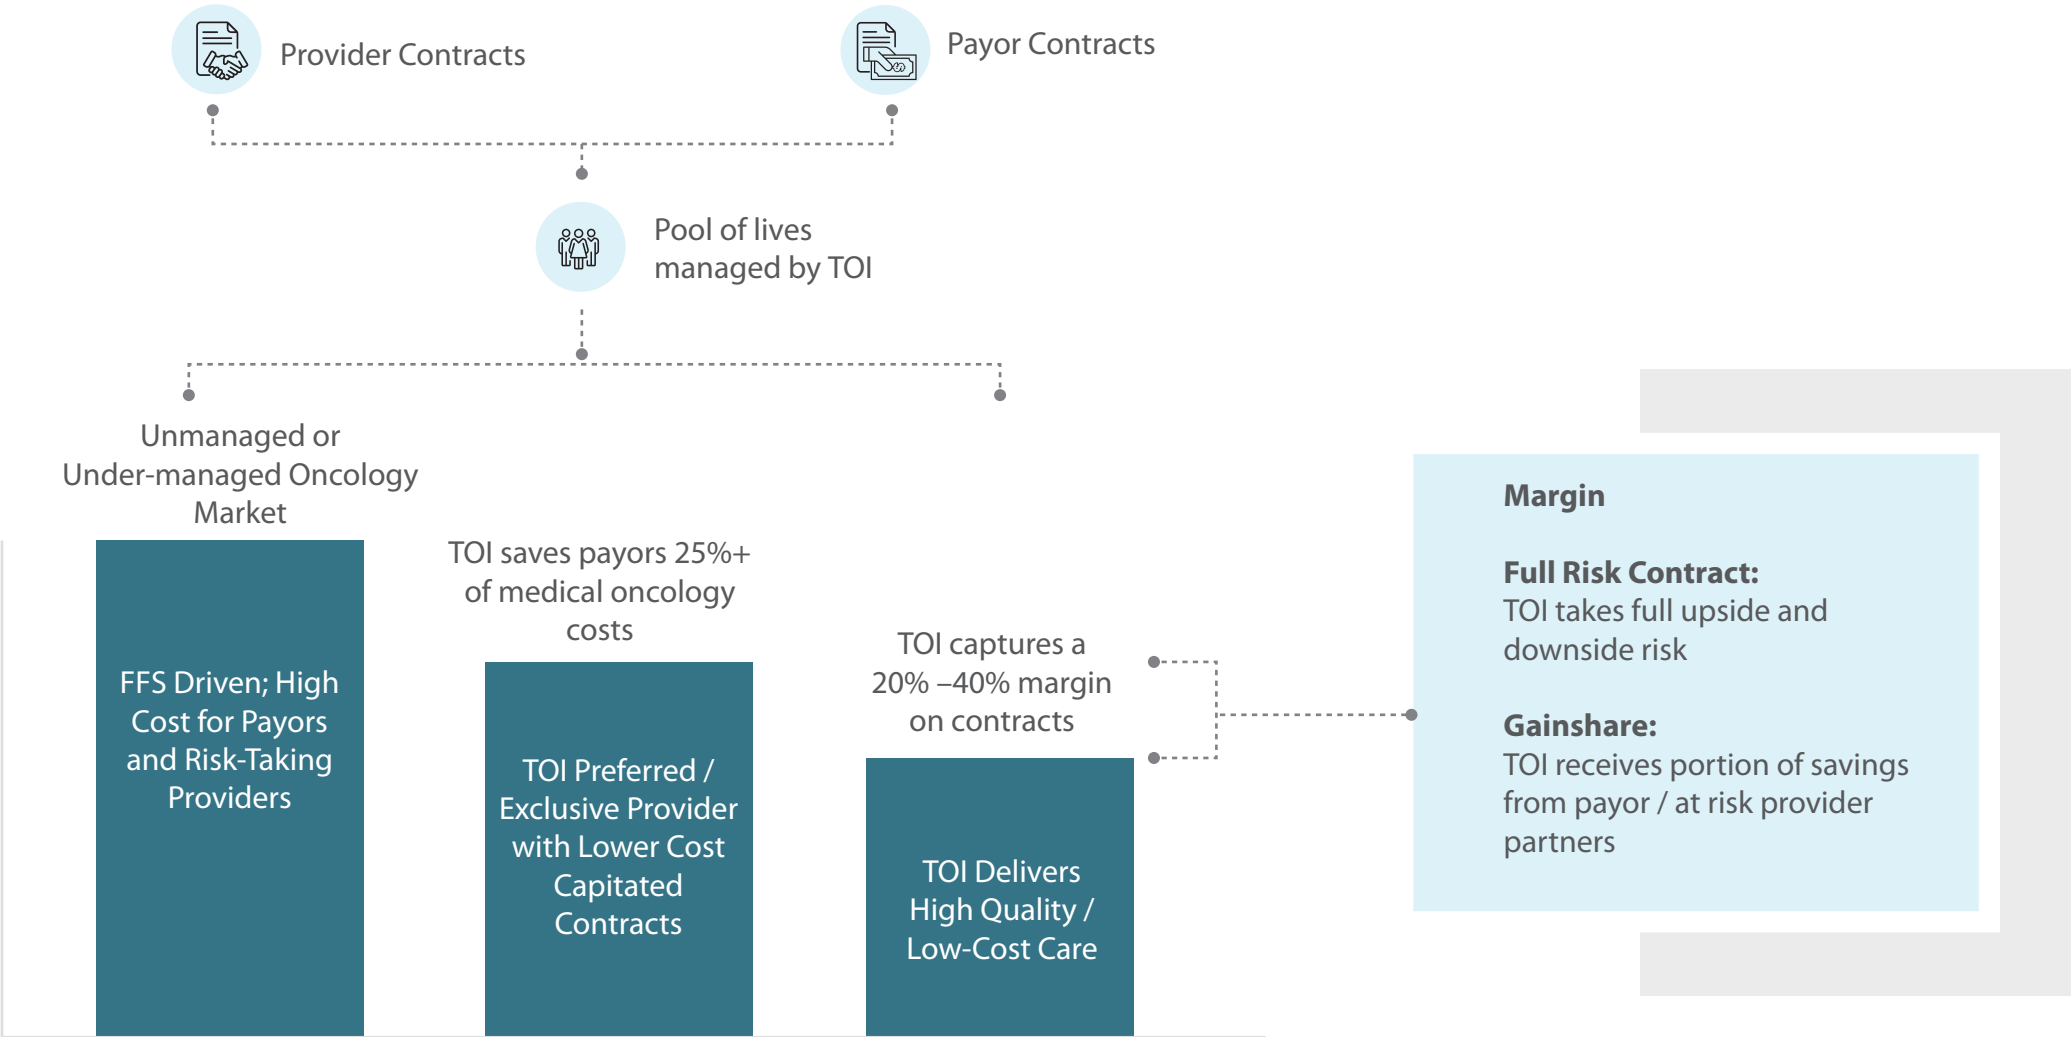 Provider Contracts
Payor Contracts
Pool of lives
managed by TOI
Unmanaged or
Under-managed Oncology
Market
FFS Driven; High
Cost for Payors
and Risk-Taking
Providers
TOI saves payors 25%+
of medical oncology
costs
TOI Preferred /
Exclusive Provider
with Lower Cost
Capitated
Contracts
TOI captures a
20% –40% margin
on contracts
TOI Delivers
High Quality /
Low-Cost Care
Margin
Full Risk Contract:
TOI takes full upside and
downside risk
Gainshare:
TOI receives portion of savings
from payor / at risk provider
partners